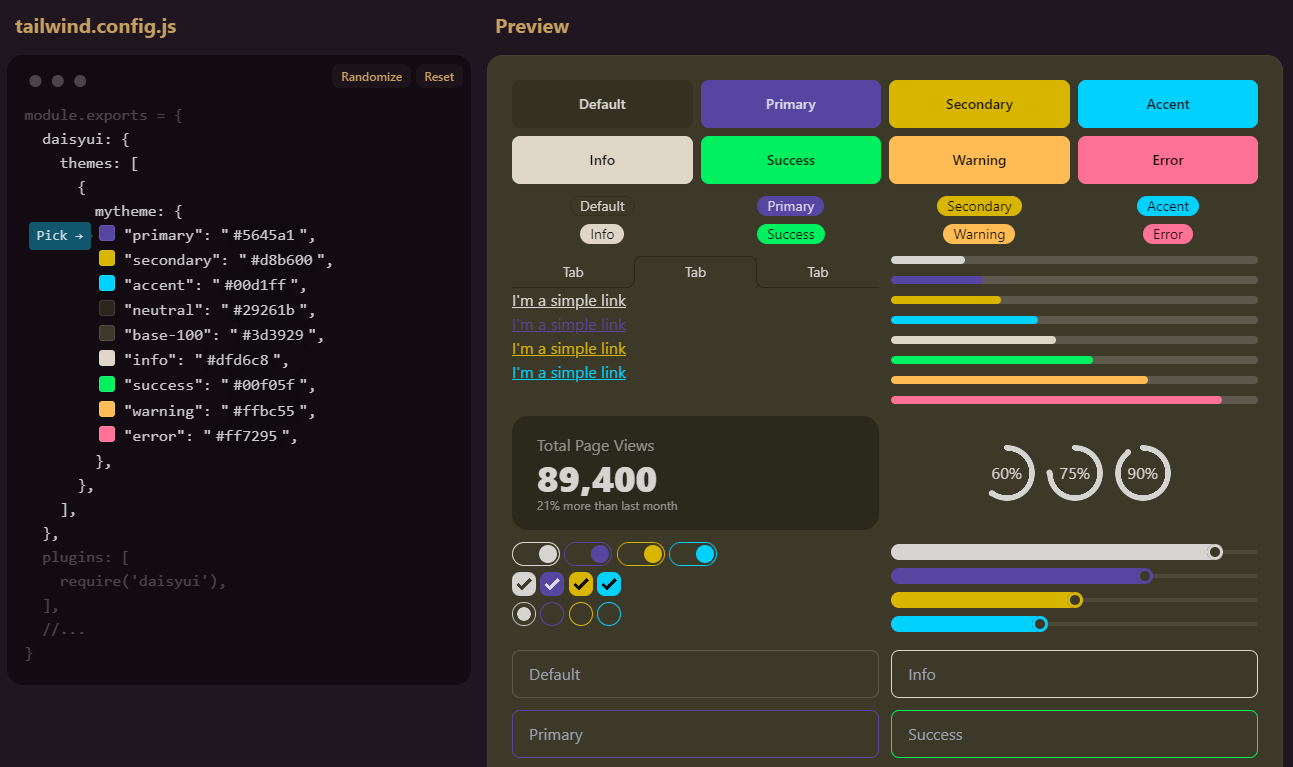 tailwind.config.js
Randomize Reset
module.exports = {
daisyui: {
themes: [
{
mytheme: {
Pick → "primary": "#5645a1",
"secondary": "#d8b600",
"accent": "#00d1ff",
"neutral": "#29261b",
"base-100": "#3d3929",
"info": "#dfd6c8",
"success": "#00f05f",
"warning": "#ffbc55",
"error": "#ff7295",
},
},
],
},
plugins: [
require('daisyui'),
],
//...
}
Preview
Default Primary Secondary Accent
Info Success Warning Error
Default Primary Secondary Accent
Info Success Warning Error
Tab Tab Tab
I'm a simple link
I'm a simple link
I'm a simple link
I'm a simple link
Total Page Views
89,400
21% more than last month
60% 75% 90%
Default Info
Primary Success